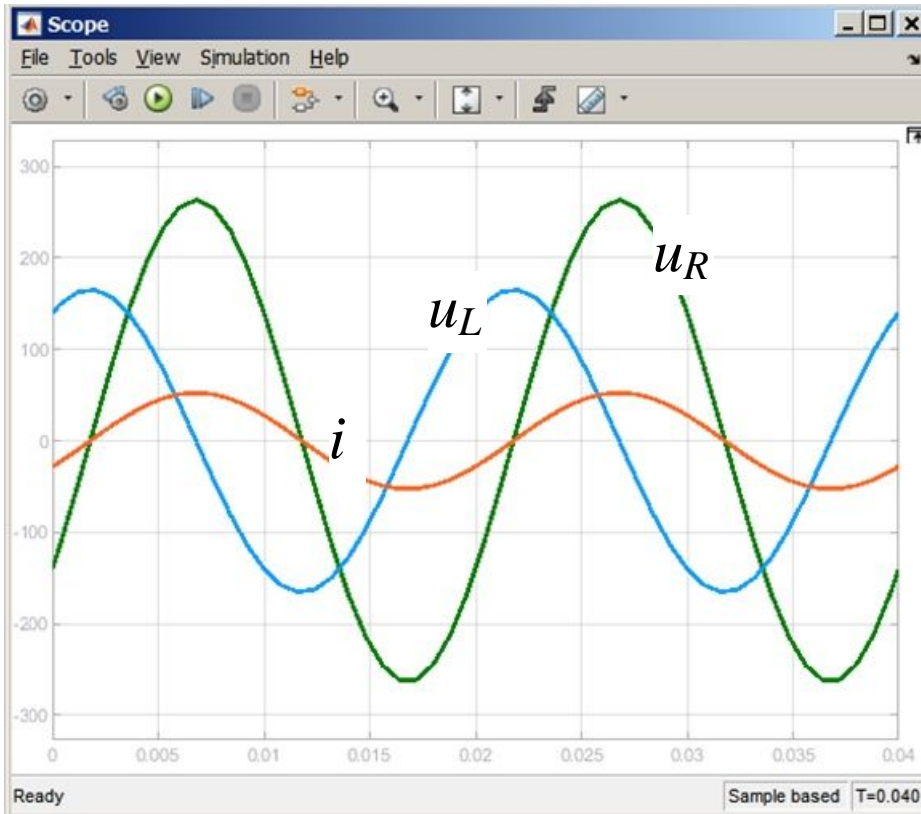 Scope
File Tools View Simulation Help
300
200
100
0
-100
-200
-300
u_R
u_L
i
0 0.005 0.01 0.015 0.02 0.025 0.03 0.035 0.04
Ready Sample based T=0.040